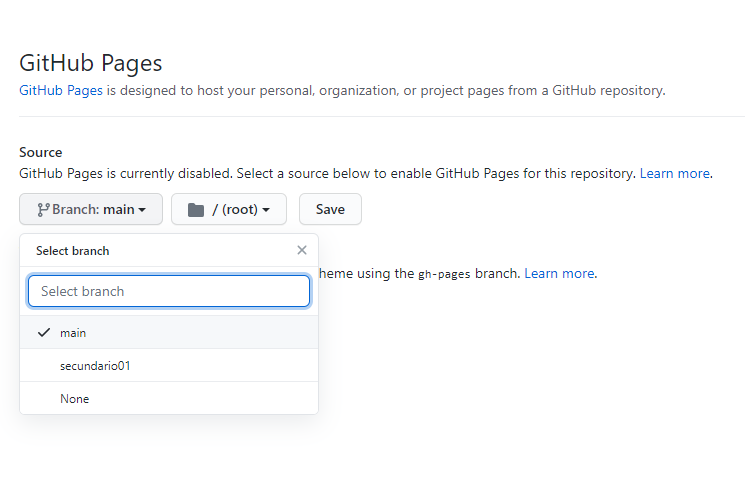 GitHub Pages
GitHub Pages is designed to host your personal, organization, or project pages from a GitHub repository.
Source
GitHub Pages is currently disabled. Select a source below to enable GitHub Pages for this repository. Learn more.
Branch: main / (root) Save
Select branch
heme using the gh-pages branch. Learn more.
Select branch
main
secundario01
None